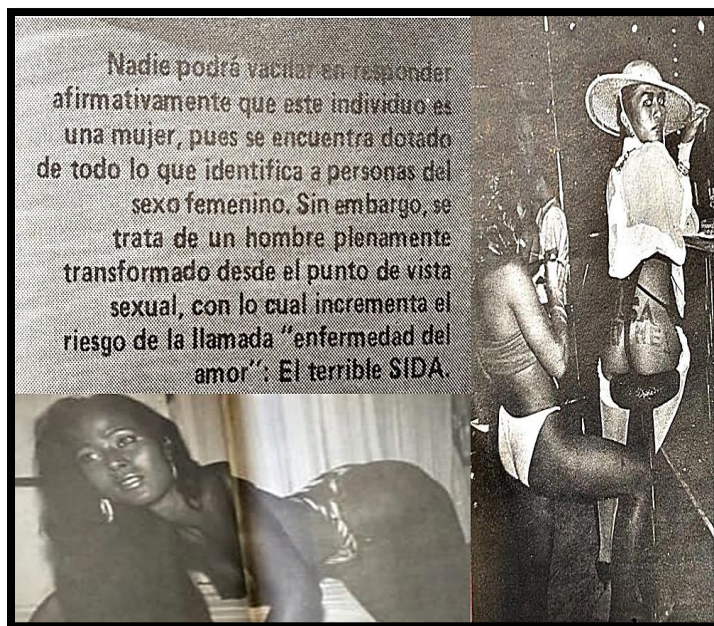 Nadie podrá vacilar en responder
afirmativamente que este individuo es
una mujer, pues se encuentra dotado
de todo lo que identifica a personas del
sexo femenino. Sin embargo, se
trata de un hombre plenamente
transformado desde el punto de vista
sexual, con lo cual incrementa el
riesgo de la llamada "enfermedad del
amor": El terrible SIDA.